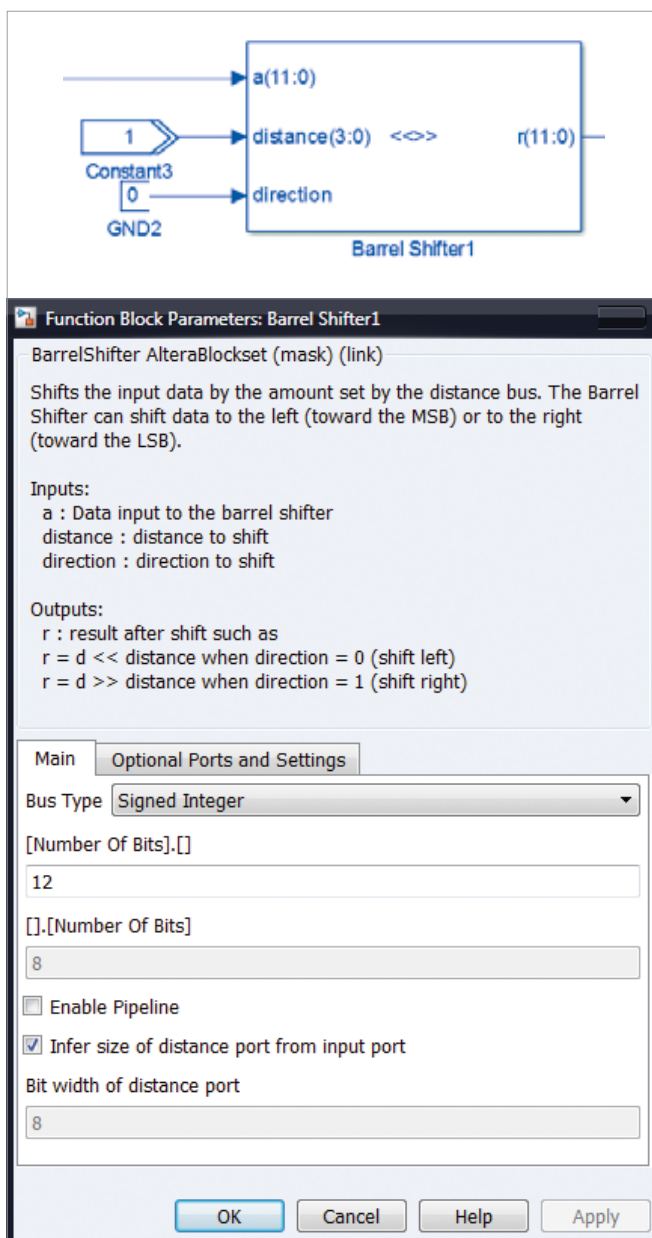 a(11:0)
1
distance(3:0) <<>>
r(11:0)
Constant3
0
direction
GND2
Barrel Shifter1
Function Block Parameters: Barrel Shifter1
BarrelShifter AlteraBlockset (mask) (link)
Shifts the input data by the amount set by the distance bus. The Barrel
Shifter can shift data to the left (toward the MSB) or to the right
(toward the LSB).
Inputs:
a : Data input to the barrel shifter
distance : distance to shift
direction : direction to shift
Outputs:
r : result after shift such as
r = d << distance when direction = 0 (shift left)
r = d >> distance when direction = 1 (shift right)
Main
Optional Ports and Settings
Bus Type Signed Integer
[Number Of Bits].[]
12
[].[Number Of Bits]
8
Enable Pipeline
Infer size of distance port from input port
Bit width of distance port
8
OK
Cancel
Help
Apply